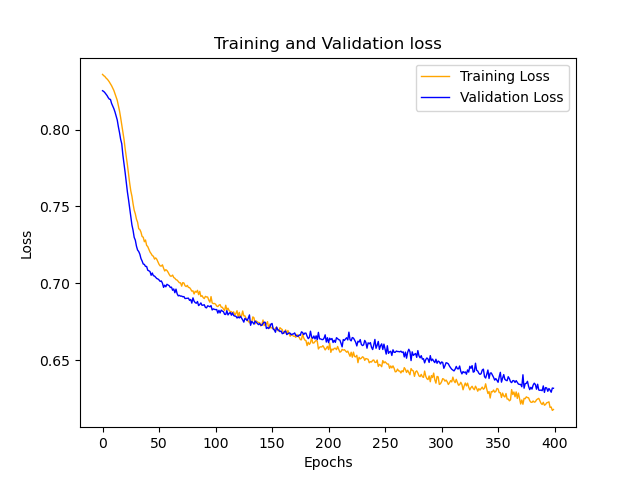 Training and Validation loss
Training Loss
Validation Loss
0.80
0.75
0.70
0.65
Loss
0 50 100 150 200 250 300 350 400
Epochs